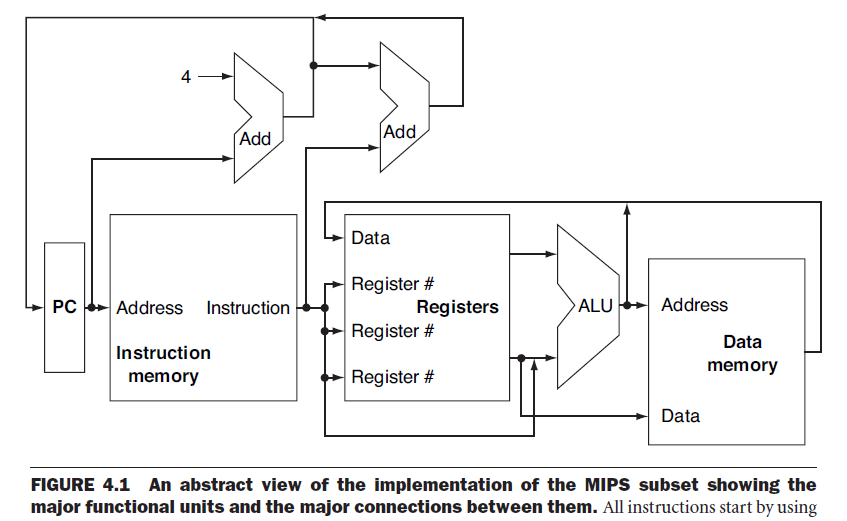 4
Add
Add
PC
Address
Instruction
Instruction
memory
Data
Register #
Registers
Register #
Register #
ALU
Address
Data
memory
Data
FIGURE 4.1 An abstract view of the implementation of the MIPS subset showing the
major functional units and the major connections between them. All instructions start by using